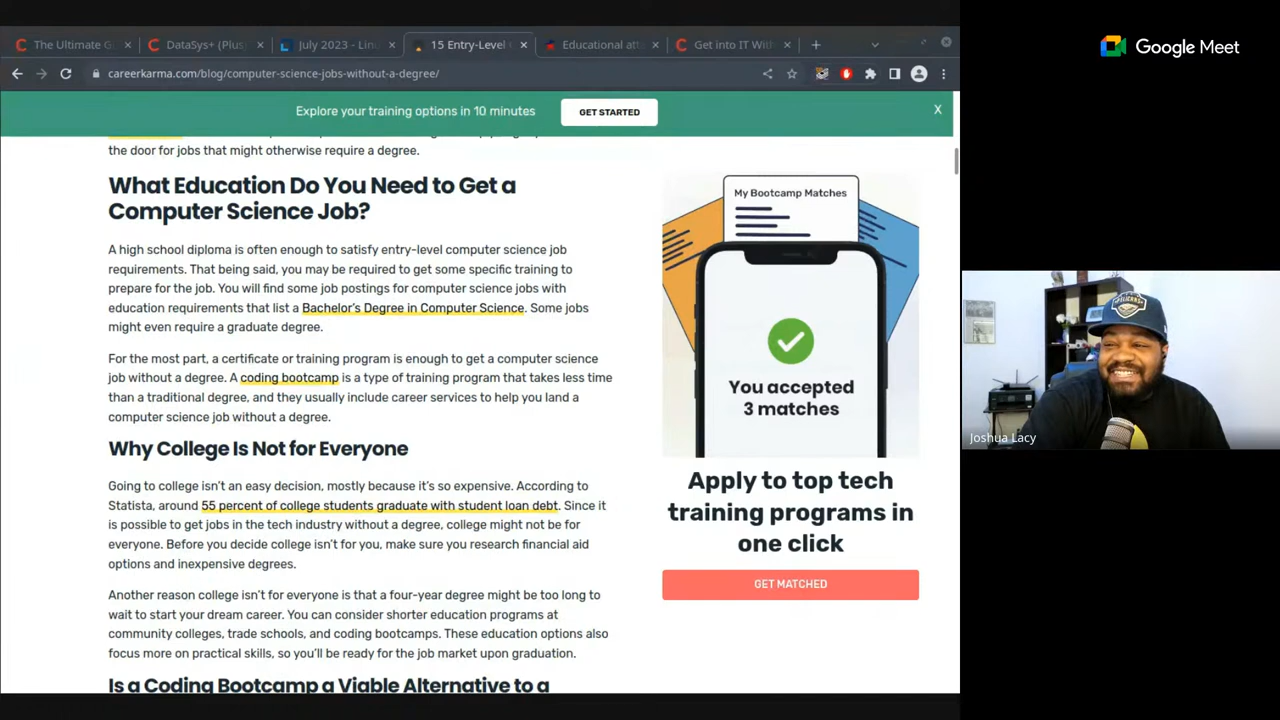 The Ultimate G
DataSys+ (Plus
July 2023 - Lin
15 Entry-Level
Educational att
Get into IT With
careerkarma.com/blog/computer-science-jobs-without-a-degree/
Explore your training options in 10 minutes
GET STARTED
X
the door for jobs that might otherwise require a degree.
What Education Do You Need to Get a
Computer Science Job?
A high school diploma is often enough to satisfy entry-level computer science job
requirements. That being said, you may be required to get some specific training to
prepare for the job. You will find some job postings for computer science jobs with
education requirements that list a Bachelor's Degree in Computer Science. Some jobs
might even require a graduate degree.
For the most part, a certificate or training program is enough to get a computer science
job without a degree. A coding bootcamp is a type of training program that takes less time
than a traditional degree, and they usually include career services to help you land a
computer science job without a degree.
Why College Is Not for Everyone
Going to college isn't an easy decision, mostly because it's so expensive. According to
Statista, around 55 percent of college students graduate with student loan debt. Since it
is possible to get jobs in the tech industry without a degree, college might not be for
everyone. Before you decide college isn't for you, make sure you research financial aid
options and inexpensive degrees.
Another reason college isn't for everyone is that a four-year degree might be too long to
wait to start your dream career. You can consider shorter education programs at
community colleges, trade schools, and coding bootcamps. These education options also
focus more on practical skills, so you'll be ready for the job market upon graduation.
Is a Coding Bootcamp a Viable Alternative to a
My Bootcamp Matches
You accepted
3 matches
Apply to top tech
training programs in
one click
GET MATCHED
Google Meet
Joshua Lacy